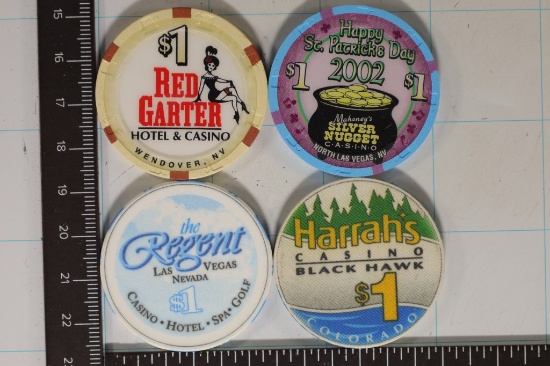 15
16
17
18
19
20
21
22
$1
RED
GARTER
HOTEL & CASINO
WENDOVER, NV
Happy
St. Patrick's Day
2002
$1 $1
Mahoney's
SILVER
NUGGET
CASINO
NORTH LAS VEGAS, NV
the
Regent
LAS VEGAS
NEVADA
$1
CASINO • HOTEL • SPA • GOLF
Harrah's
CASINO
BLACK HAWK
$1
COLORADO